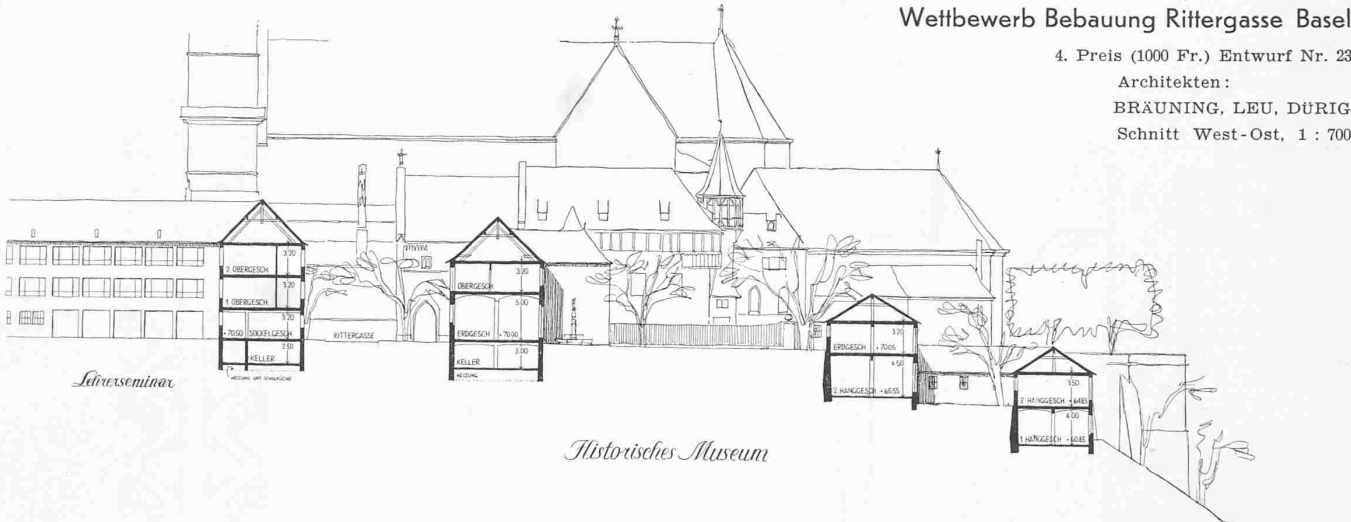 Wettbewerb Bebauung Rittergasse Basel
4. Preis (1000 Fr.) Entwurf Nr. 23
Architekten:
BRÄUNING, LEU, DÜRIG
Schnitt West-Ost, 1 : 700
3.20
2. OBERGESCH.
3.20
1. OBERGESCH.
3.20
+70.50 SOCKELGESCH.
2.50
KELLER
HEIZUNG UNT. SCHULKÜCHE
RITTERGASSE
3.20
OBERGESCH.
5.00
ERDGESCH. +70.00
3.00
KELLER
HEIZUNG
3.20
ERDGESCH. +70.05
4.50
2. HANGGESCH. +65.55
3.50
2. HANGGESCH. +64.85
4.00
1. HANGGESCH. +60.85
Lehrerseminar
Historisches Museum